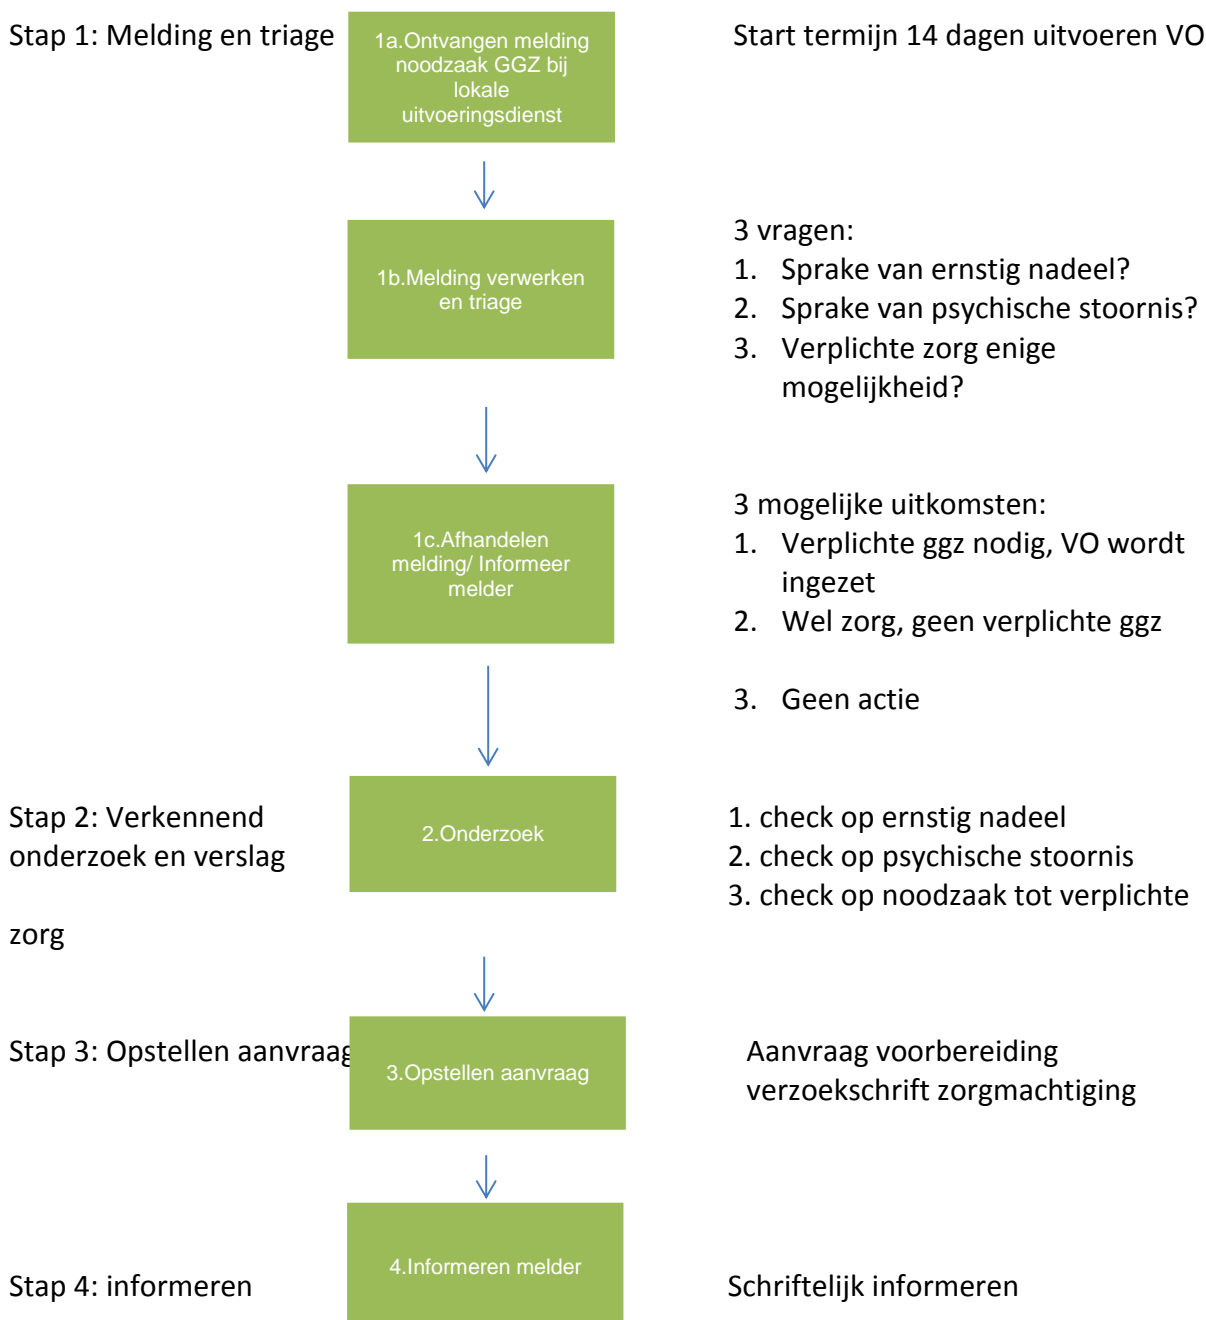 Stap 1: Melding en triage
1a.Ontvangen melding
noodzaak GGZ bij
lokale
uitvoeringsdienst
Start termijn 14 dagen uitvoeren VO
1b.Melding verwerken
en triage
3 vragen:
1. Sprake van ernstig nadeel?
2. Sprake van psychische stoornis?
3. Verplichte zorg enige
mogelijkheid?
1c.Afhandelen
melding/ Informeer
melder
3 mogelijke uitkomsten:
1. Verplichte ggz nodig, VO wordt
ingezet
2. Wel zorg, geen verplichte ggz
3. Geen actie
Stap 2: Verkennend
onderzoek en verslag
2.Onderzoek
1. check op ernstig nadeel
2. check op psychische stoornis
3. check op noodzaak tot verplichte
zorg
Stap 3: Opstellen aanvraag
3.Opstellen aanvraag
Aanvraag voorbereiding
verzoekschrift zorgmachtiging
4.Informeren melder
Stap 4: informeren
Schriftelijk informeren